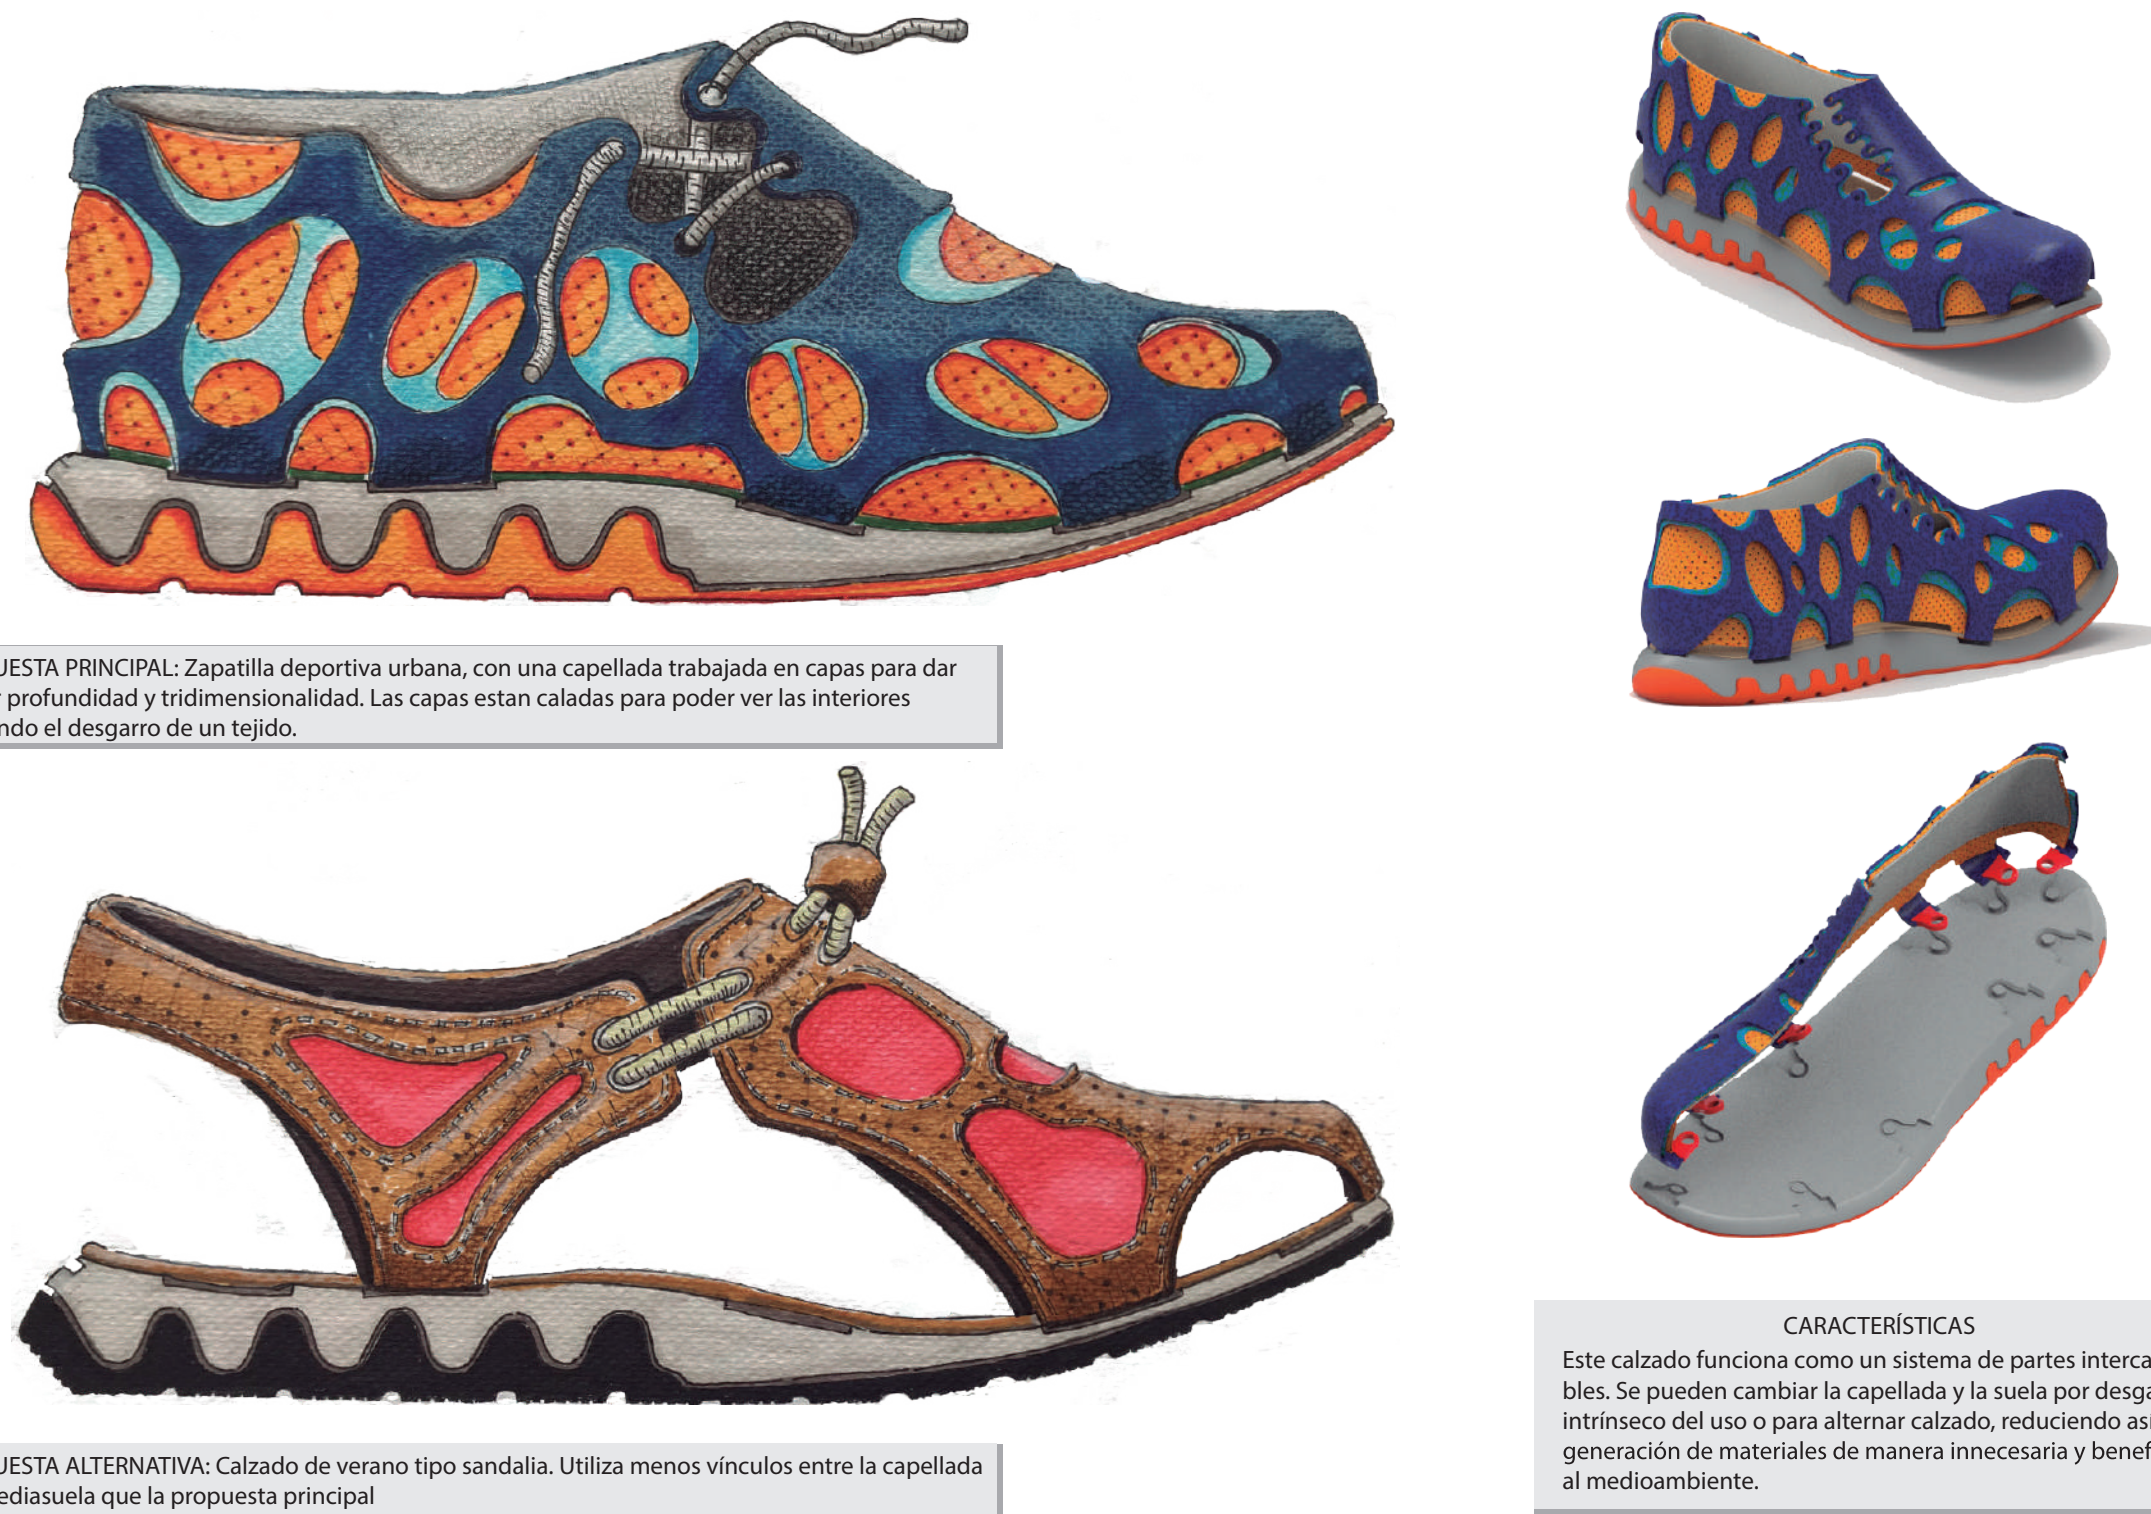 UESTA PRINCIPAL: Zapatilla deportiva urbana, con una capellada trabajada en capas para dar
profundidad y tridimensionalidad. Las capas estan caladas para poder ver las interiores
ndo el desgarro de un tejido.
UESTA ALTERNATIVA: Calzado de verano tipo sandalia. Utiliza menos vínculos entre la capellada
ediasuela que la propuesta principal
CARACTERÍSTICAS
Este calzado funciona como un sistema de partes interca
bles. Se pueden cambiar la capellada y la suela por desga
intrínseco del uso o para alternar calzado, reduciendo así
generación de materiales de manera innecesaria y benef
al medioambiente.